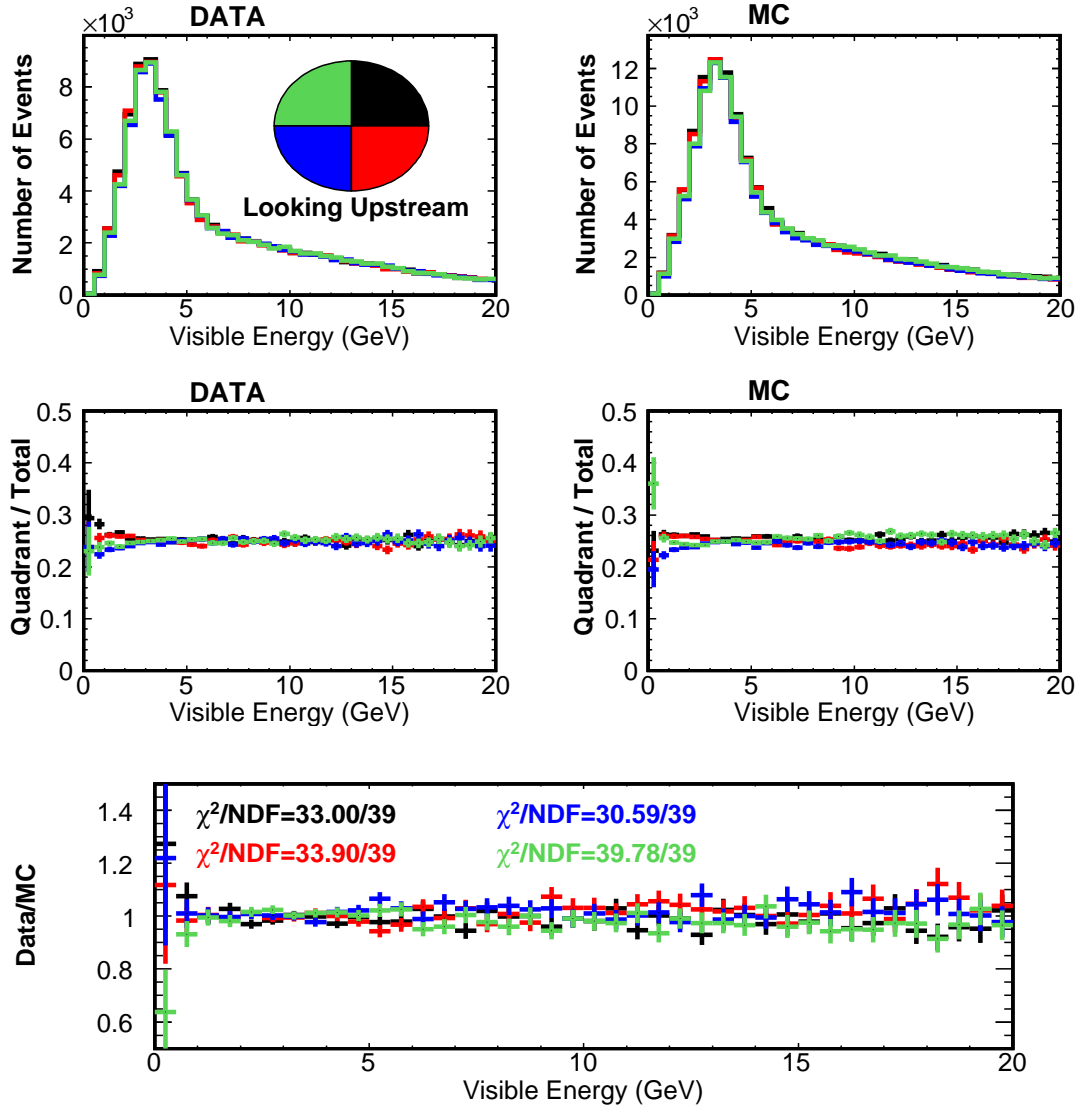 DATA
×10³
Number of Events
8
6
4
2
0
0 5 10 15 20
Looking Upstream
Visible Energy (GeV)
MC
×10³
Number of Events
12
10
8
6
4
2
0
0 5 10 15 20
Visible Energy (GeV)
DATA
Quadrant / Total
0.5
0.4
0.3
0.2
0.1
0
0 5 10 15 20
Visible Energy (GeV)
MC
Quadrant / Total
0.5
0.4
0.3
0.2
0.1
0
0 5 10 15 20
Visible Energy (GeV)
Data/MC
1.4
1.2
1
0.8
0.6
χ²/NDF=33.00/39
χ²/NDF=30.59/39
χ²/NDF=33.90/39
χ²/NDF=39.78/39
0 5 10 15 20
Visible Energy (GeV)